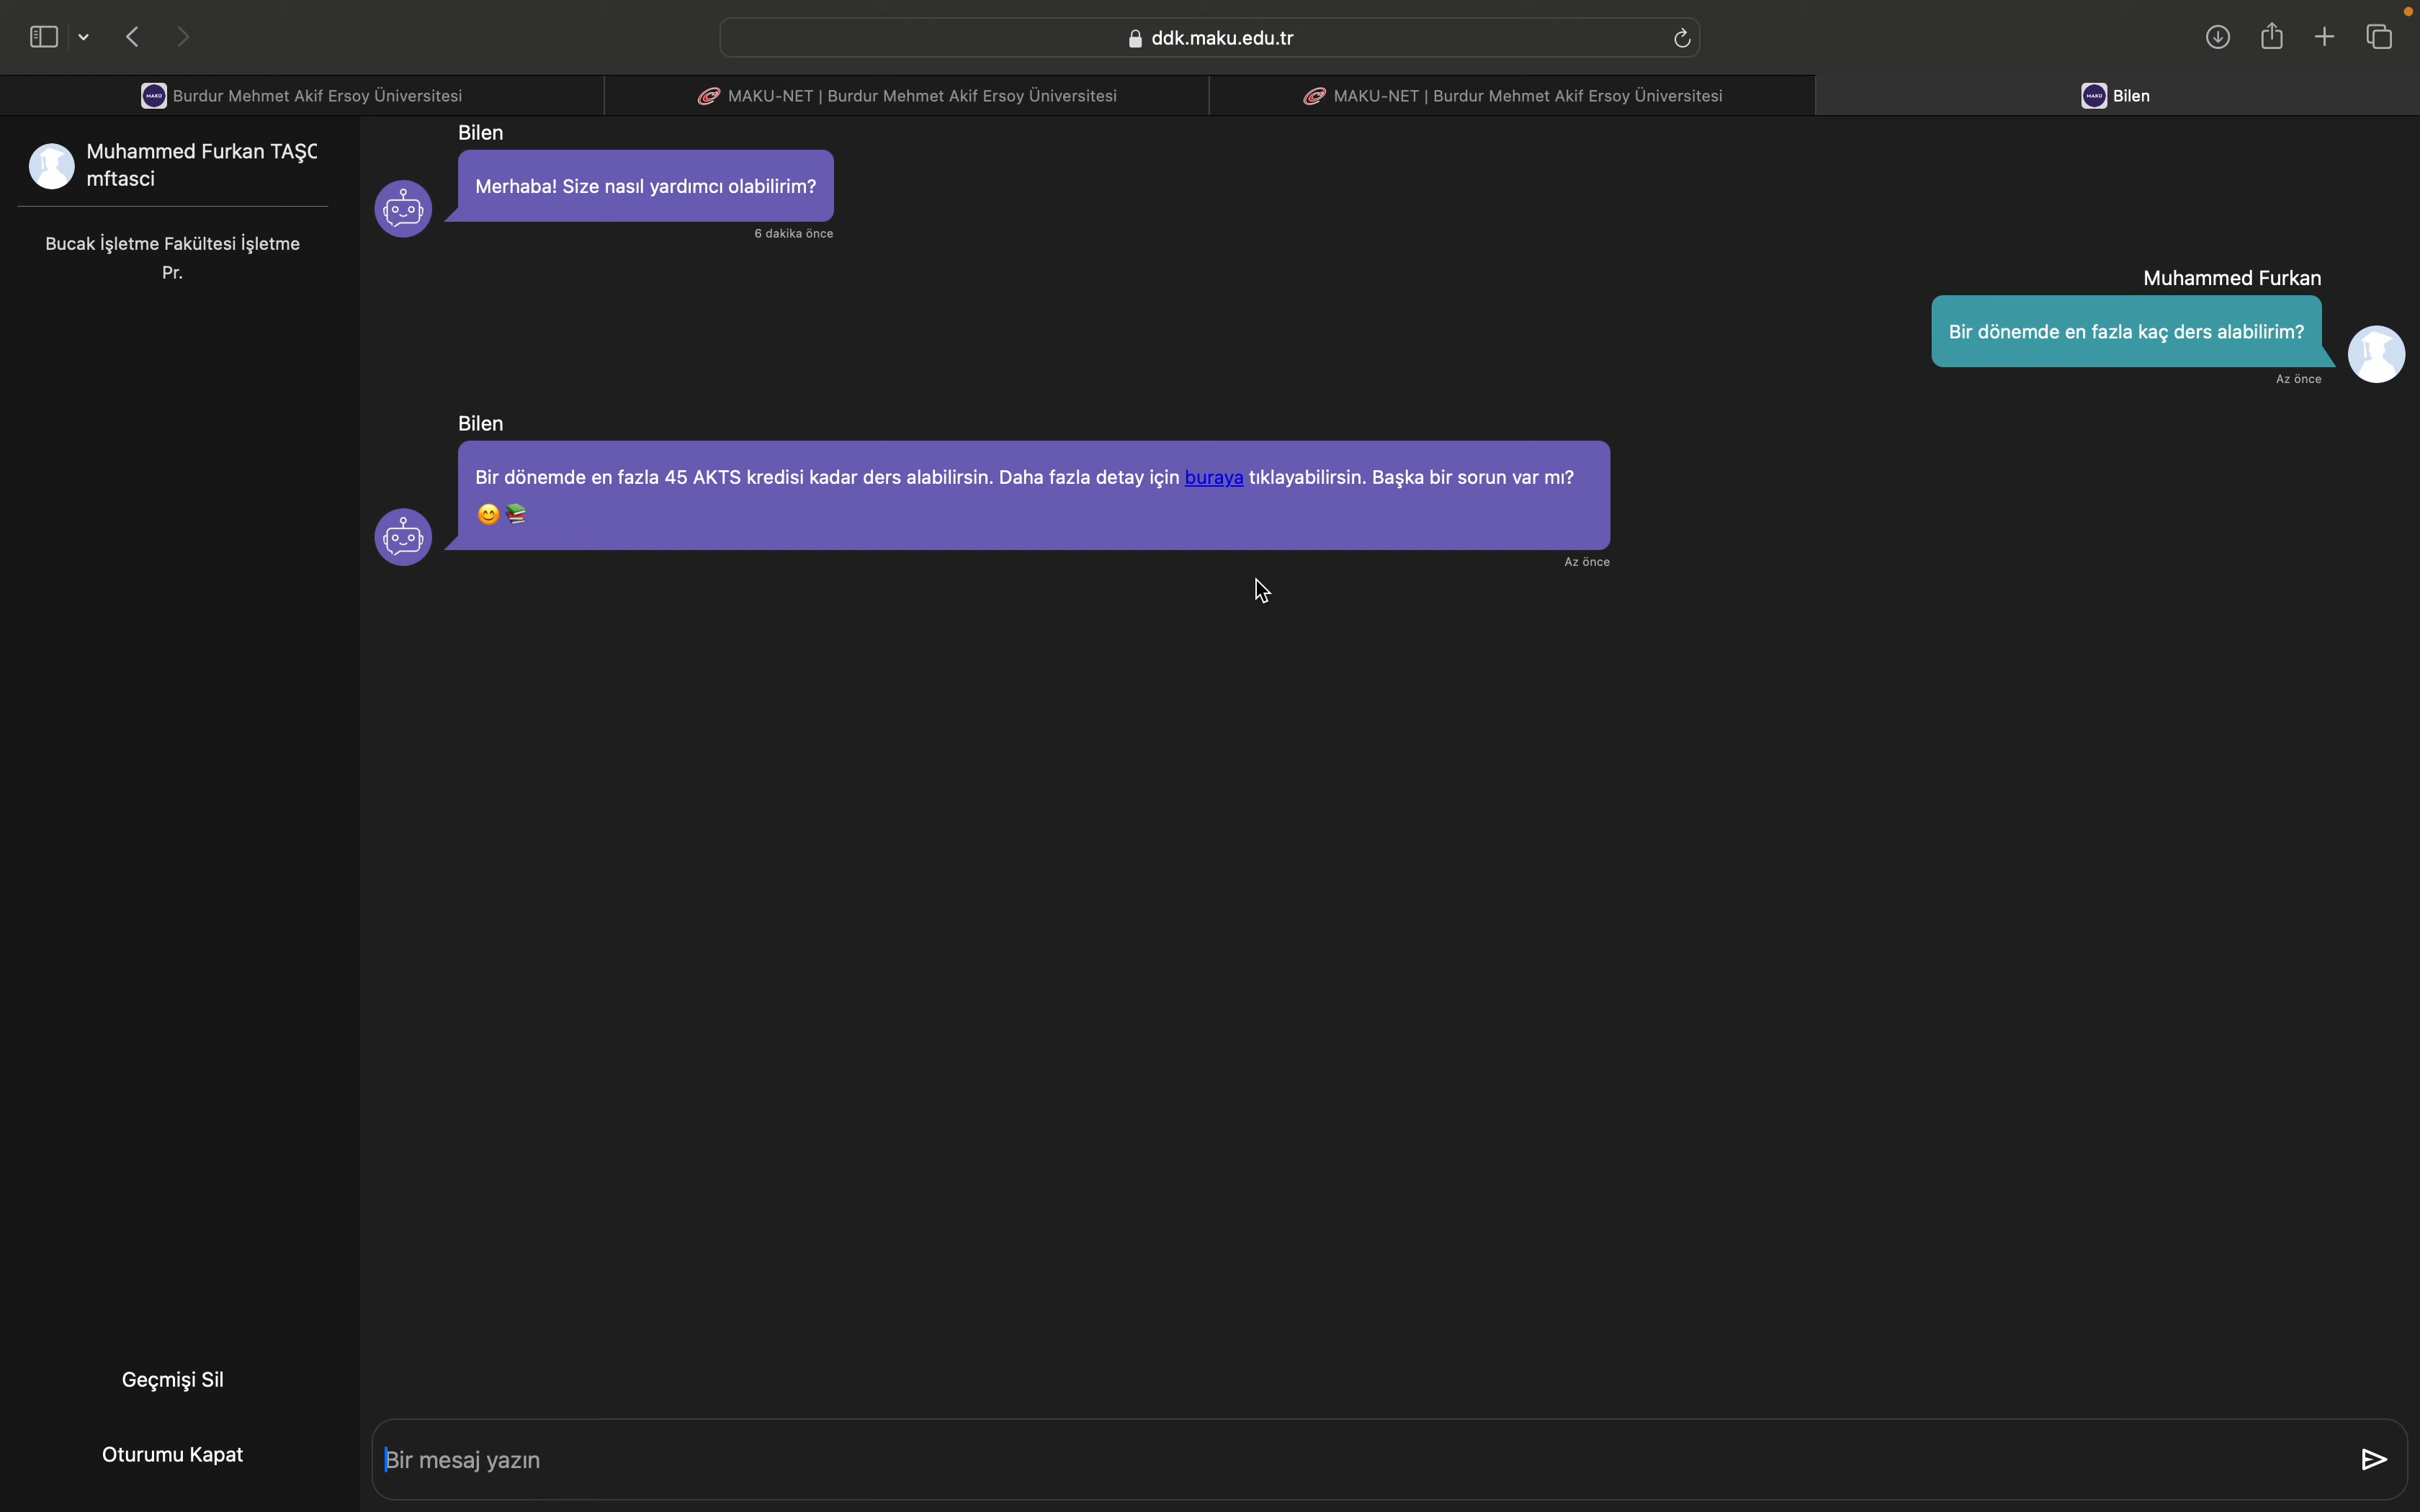 ddk.maku.edu.tr
MAKÜ Burdur Mehmet Akif Ersoy Üniversitesi
MAKU-NET | Burdur Mehmet Akif Ersoy Üniversitesi
MAKU-NET | Burdur Mehmet Akif Ersoy Üniversitesi
MAKÜ Bilen
Muhammed Furkan TAŞC
mftasci
Bucak İşletme Fakültesi İşletme
Pr.
Bilen
Merhaba! Size nasıl yardımcı olabilirim?
6 dakika önce
Muhammed Furkan
Bir dönemde en fazla kaç ders alabilirim?
Az önce
Bilen
Bir dönemde en fazla 45 AKTS kredisi kadar ders alabilirsin. Daha fazla detay için buraya tıklayabilirsin. Başka bir sorun var mı?
😊📚
Az önce
Geçmişi Sil
Oturumu Kapat
Bir mesaj yazın